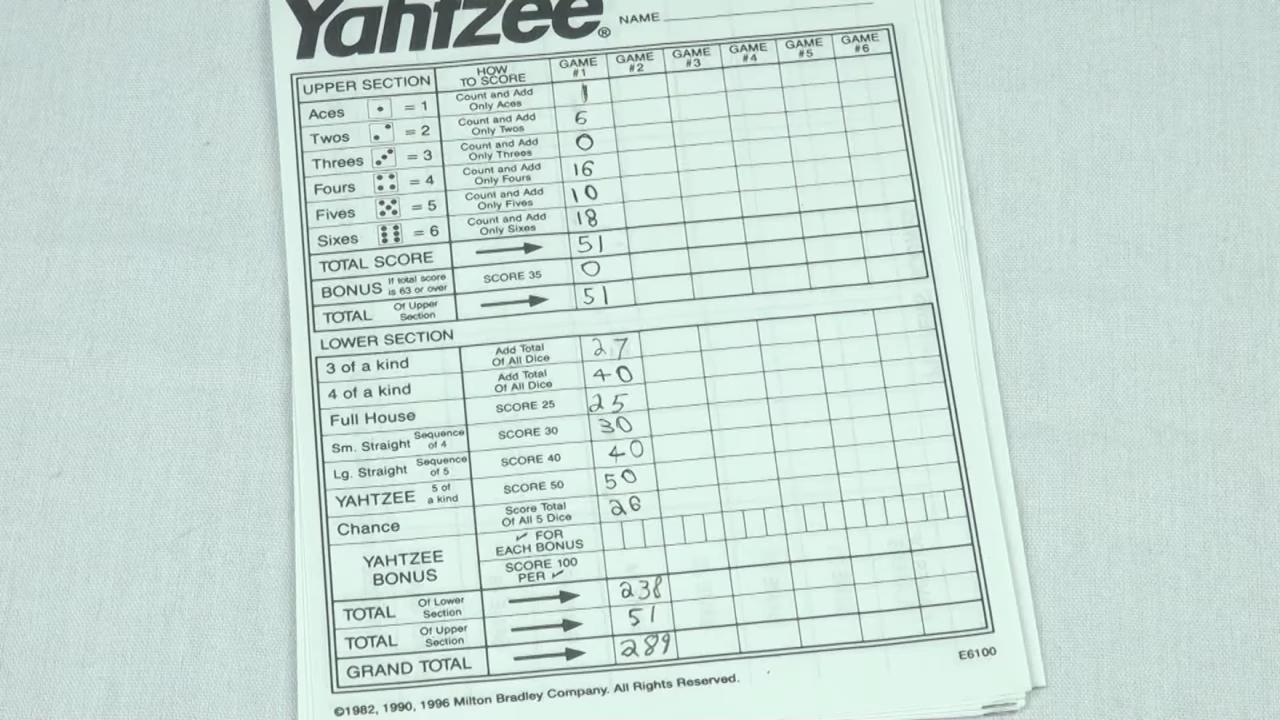 Yahtzee® NAME
UPPER SECTION HOW TO SCORE GAME #1 GAME #2 GAME #3 GAME #4 GAME #5 GAME #6
Aces = 1 Count and Add Only Aces 1
Twos = 2 Count and Add Only Twos 6
Threes = 3 Count and Add Only Threes 0
Fours = 4 Count and Add Only Fours 16
Fives = 5 Count and Add Only Fives 10
Sixes = 6 Count and Add Only Sixes 18
TOTAL SCORE 51
BONUS If total score is 63 or over SCORE 35 0
TOTAL Of Upper Section 51
LOWER SECTION
3 of a kind Add Total Of All Dice 27
4 of a kind Add Total Of All Dice 40
Full House SCORE 25 25
Sm. Straight Sequence of 4 SCORE 30 30
Lg. Straight Sequence of 5 SCORE 40 40
YAHTZEE 5 of a kind SCORE 50 50
Chance Score Total Of All 5 Dice 26
YAHTZEE BONUS ✓ FOR EACH BONUS
SCORE 100 PER ✓
TOTAL Of Lower Section 238
TOTAL Of Upper Section 51
GRAND TOTAL 289
E6100
©1982, 1990, 1996 Milton Bradley Company. All Rights Reserved.